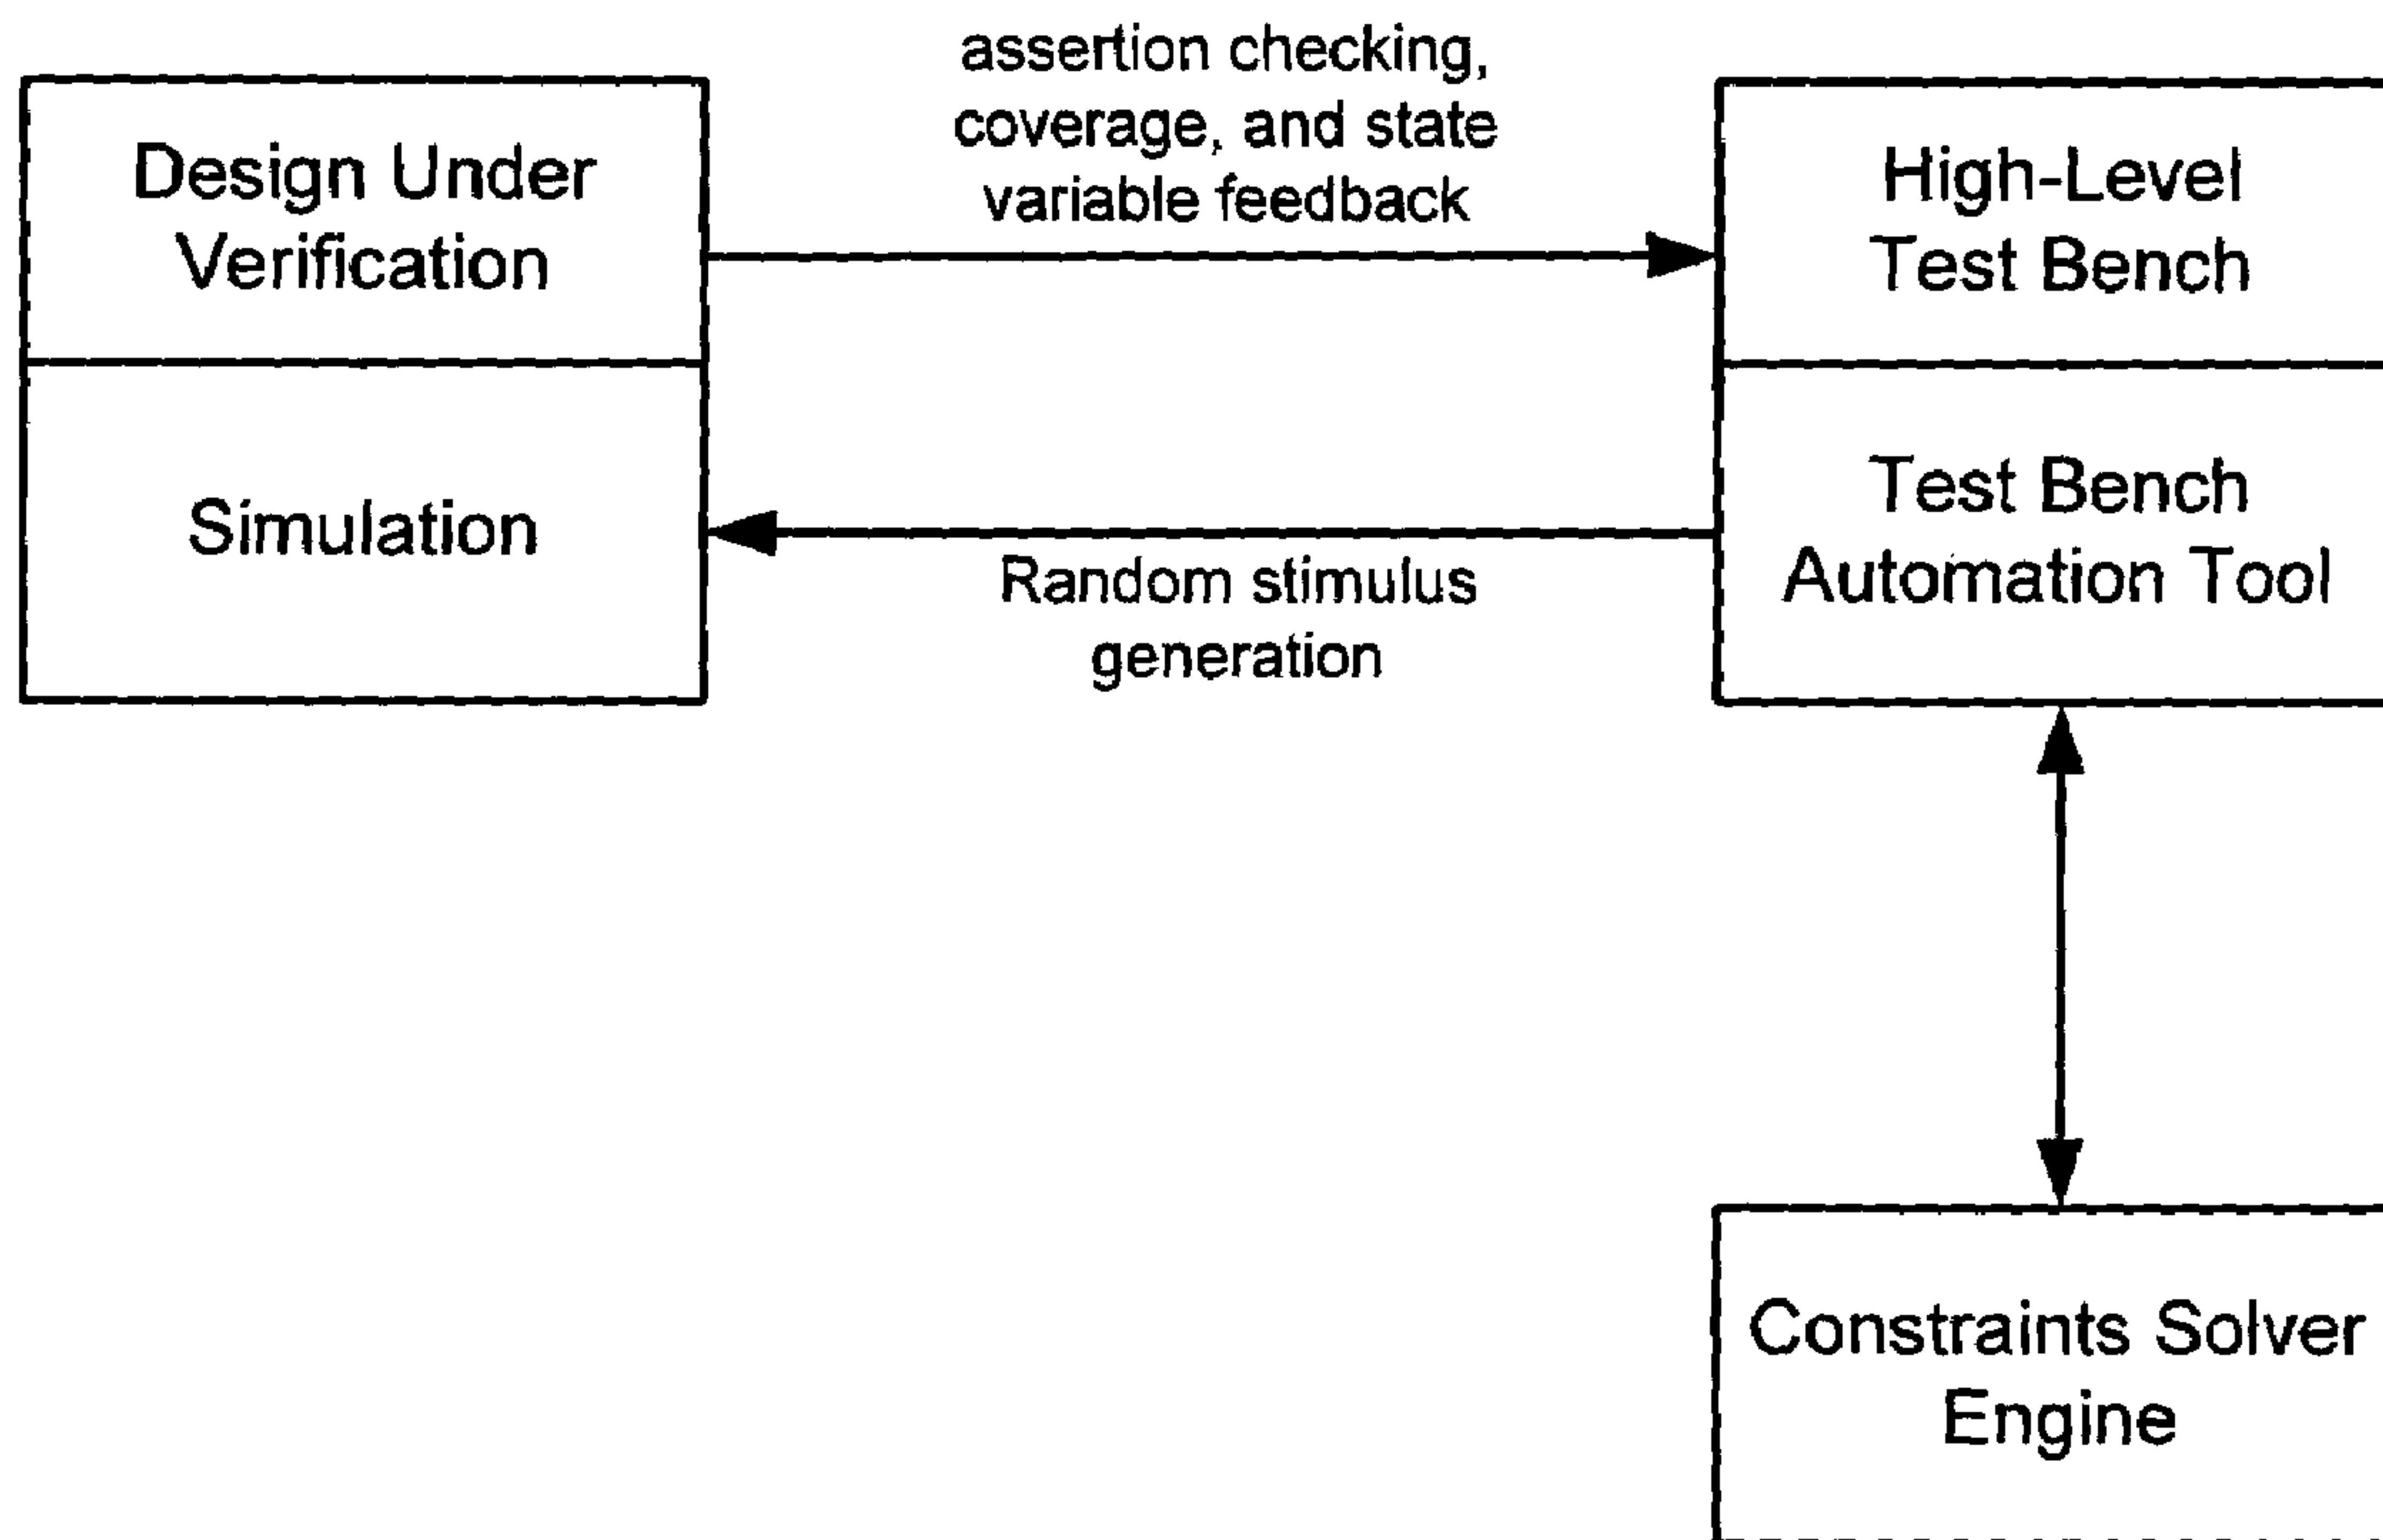 Design Under
Verification
Simulation
assertion checking,
coverage, and state
variable feedback
Random stimulus
generation
High-Level
Test Bench
Test Bench
Automation Tool
Constraints Solver
Engine